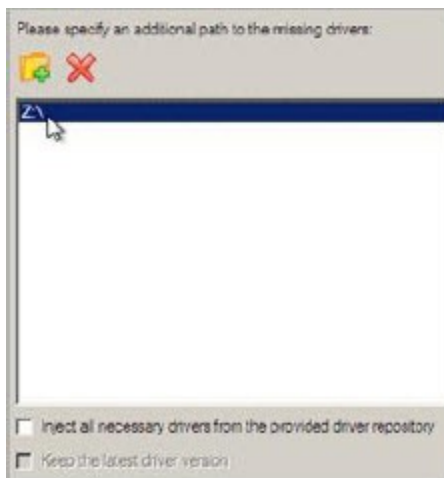 Please specify an additional path to the missing drivers:
Z:\
Inject all necessary drivers from the provided driver repository
Keep the latest driver version